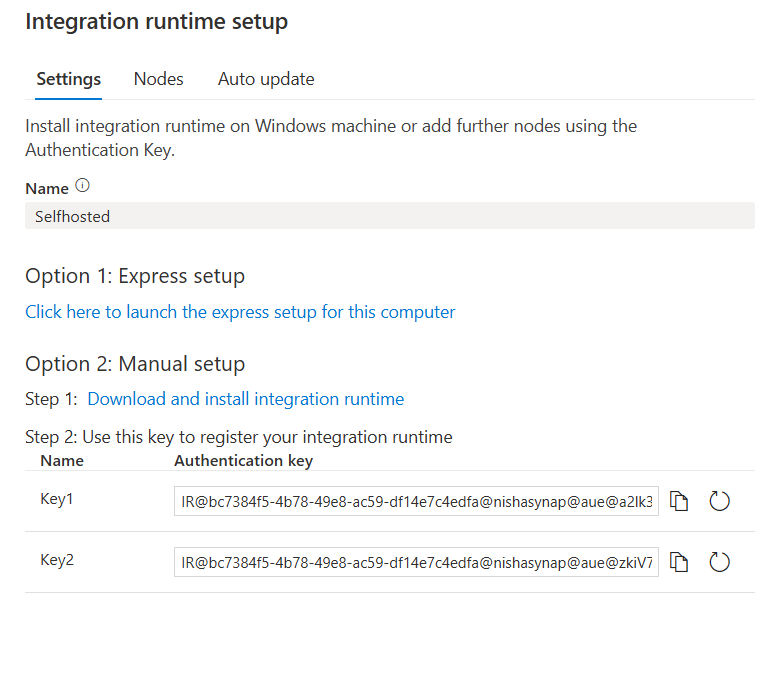 Integration runtime setup
Settings Nodes Auto update
Install integration runtime on Windows machine or add further nodes using the
Authentication Key.
Name
Selfhosted
Option 1: Express setup
Click here to launch the express setup for this computer
Option 2: Manual setup
Step 1: Download and install integration runtime
Step 2: Use this key to register your integration runtime
Name Authentication key
Key1 IR@bc7384f5-4b78-49e8-ac59-df14e7c4edfa@nishasynap@aue@a2lk3
Key2 IR@bc7384f5-4b78-49e8-ac59-df14e7c4edfa@nishasynap@aue@zkiV7